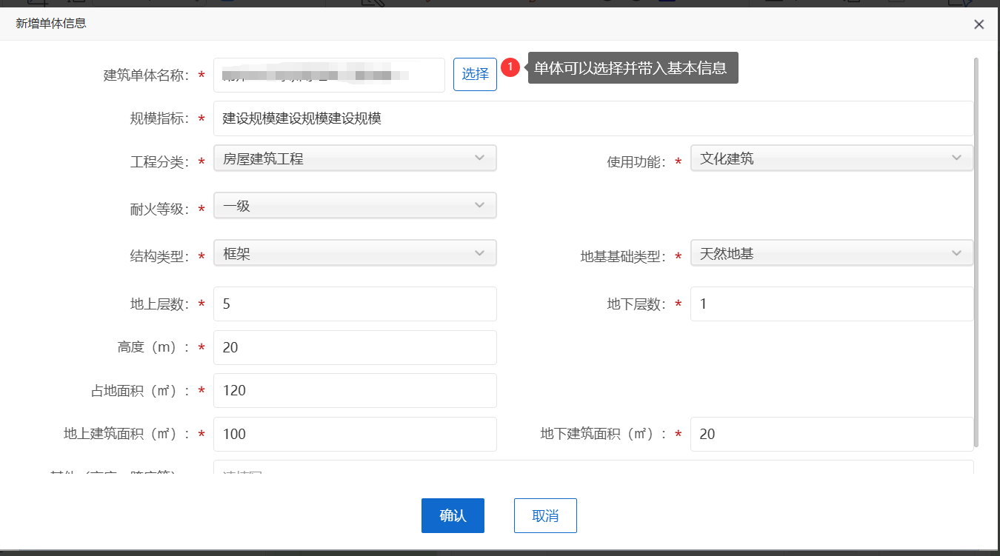 新增单体信息
建筑单体名称： * 选择 1 单体可以选择并带入基本信息
规模指标： * 建设规模建设规模建设规模
工程分类： * 房屋建筑工程 使用功能： * 文化建筑
耐火等级： * 一级
结构类型： * 框架 地基基础类型： * 天然地基
地上层数： * 5 地下层数： * 1
高度（m）： * 20
占地面积（㎡）： * 120
地上建筑面积（㎡）： * 100 地下建筑面积（㎡）： * 20
确认 取消